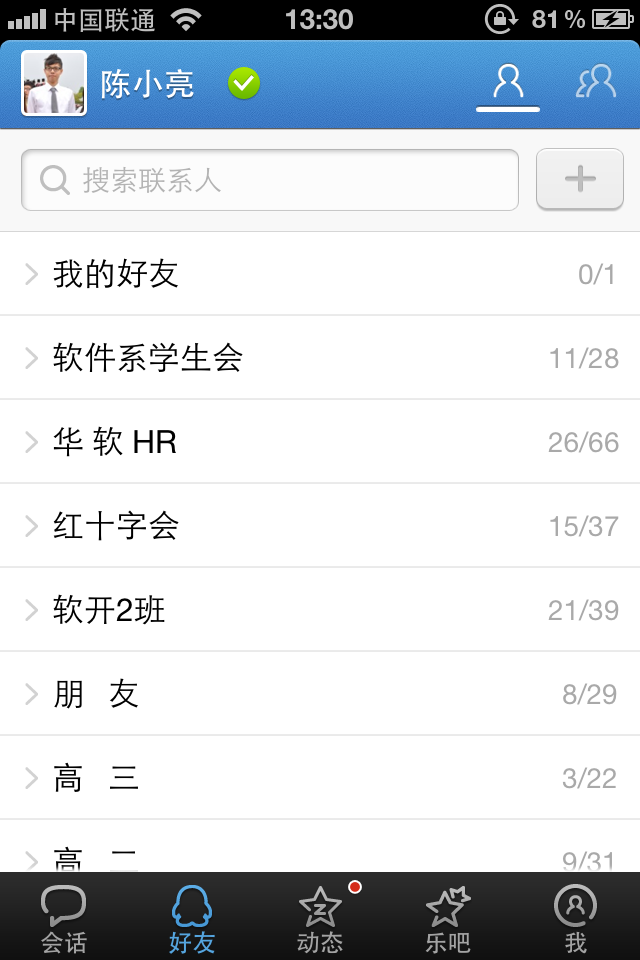 中国联通 13:30 81%
陈小亮
搜索联系人
我的好友 0/1
软件系学生会 11/28
华 软 HR 26/66
红十字会 15/37
软开2班 21/39
朋 友 8/29
高 三 3/22
高 二 9/31
会话 好友 动态 乐吧 我